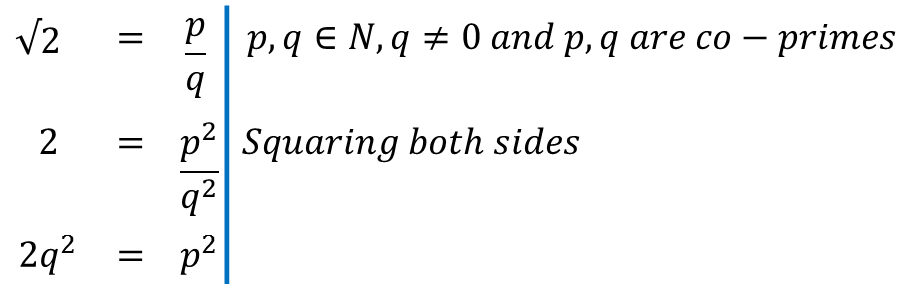 √2 = p/q p, q ∈ N, q ≠ 0 and p, q are co − primes
2 = p²/q² Squaring both sides
2q² = p²